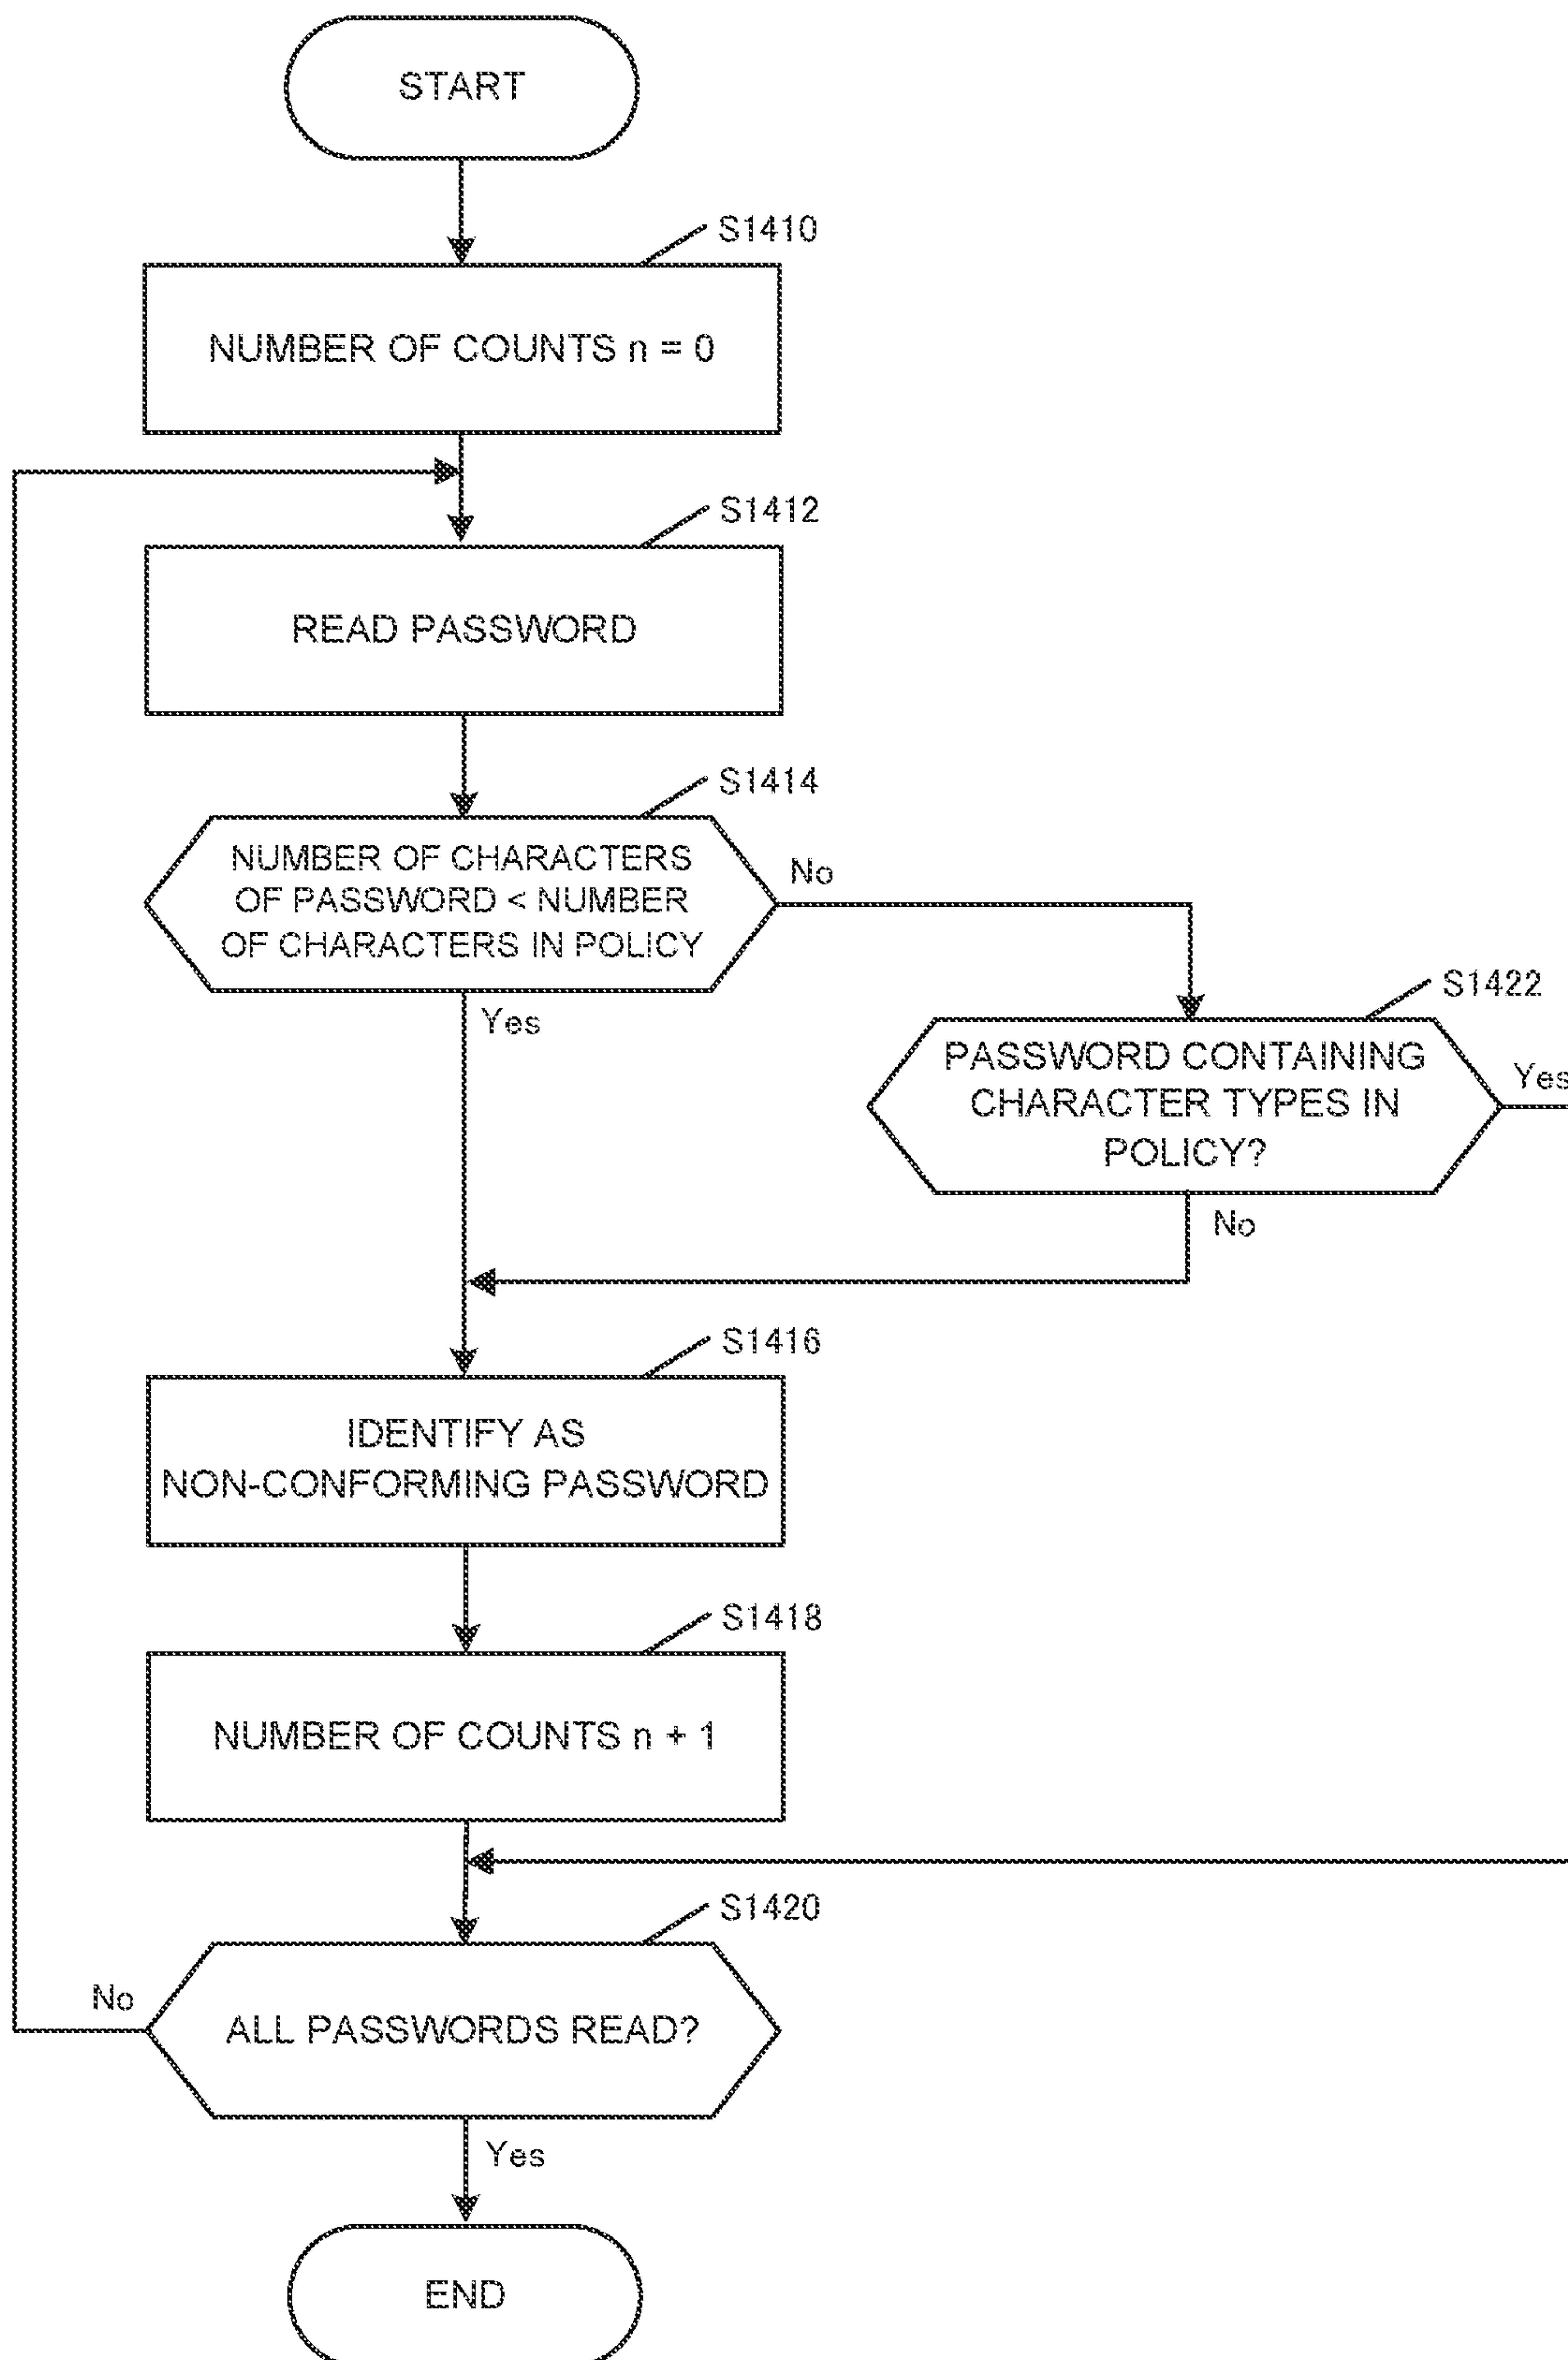 START
S1410
NUMBER OF COUNTS n = 0
S1412
READ PASSWORD
S1414
NUMBER OF CHARACTERS
OF PASSWORD < NUMBER
OF CHARACTERS IN POLICY
No
Yes
S1422
PASSWORD CONTAINING
CHARACTER TYPES IN
POLICY?
Yes
No
S1416
IDENTIFY AS
NON-CONFORMING PASSWORD
S1418
NUMBER OF COUNTS n + 1
S1420
ALL PASSWORDS READ?
No
Yes
END